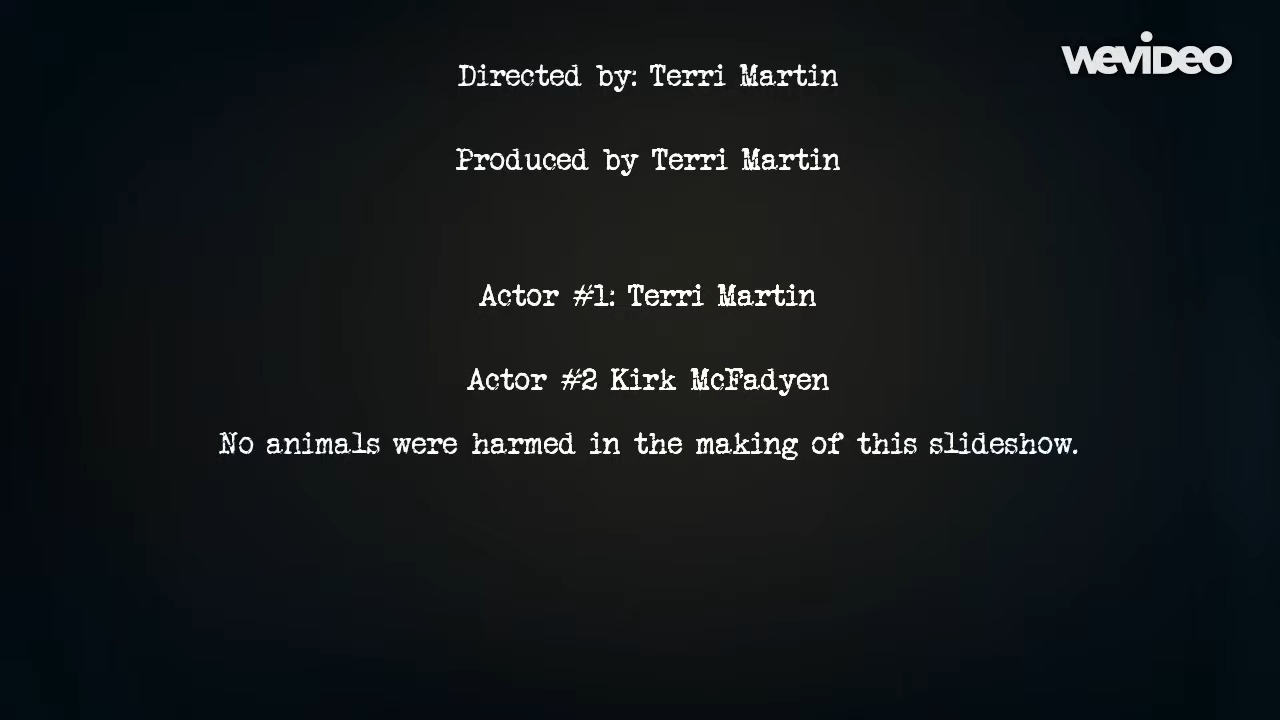 wevideo
Directed by: Terri Martin
Produced by Terri Martin
Actor #1: Terri Martin
Actor #2 Kirk McFadyen
No animals were harmed in the making of this slideshow.